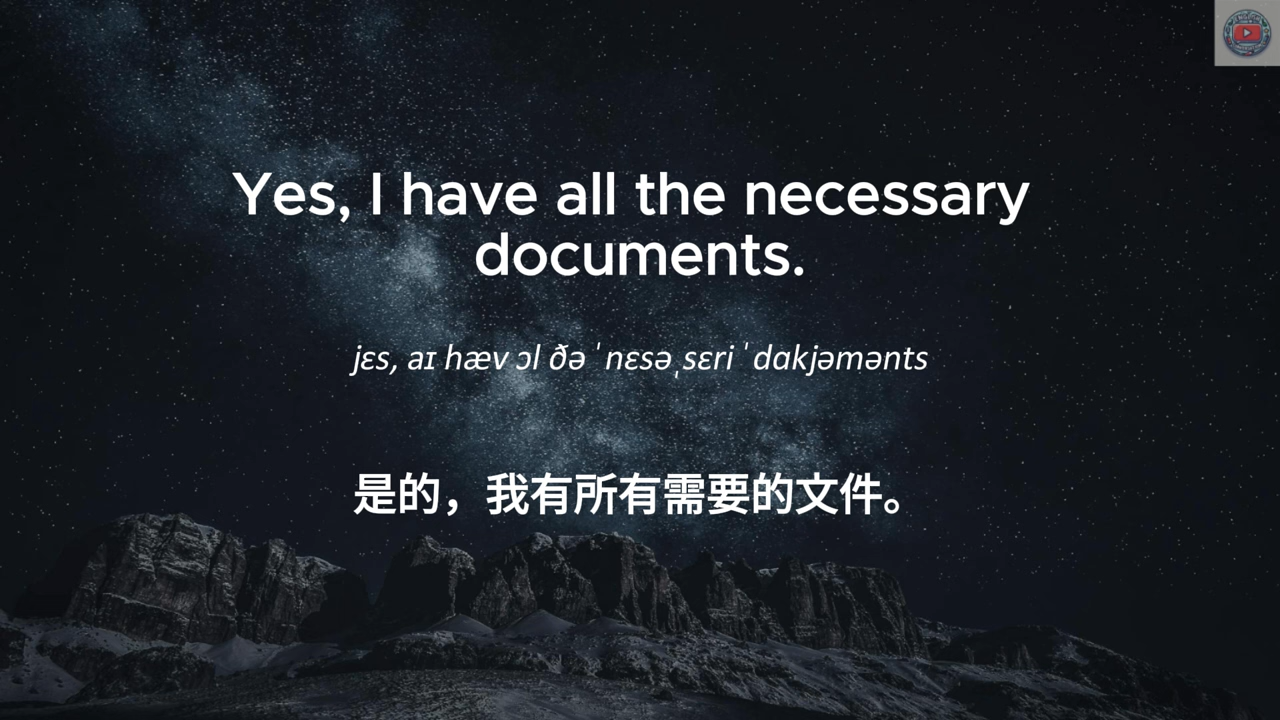 Yes, I have all the necessary
documents.
jɛs, aɪ hæv ɔl ðə ˈnɛsəˌsɛri ˈdɑkjəmənts
是的，我有所有需要的文件。